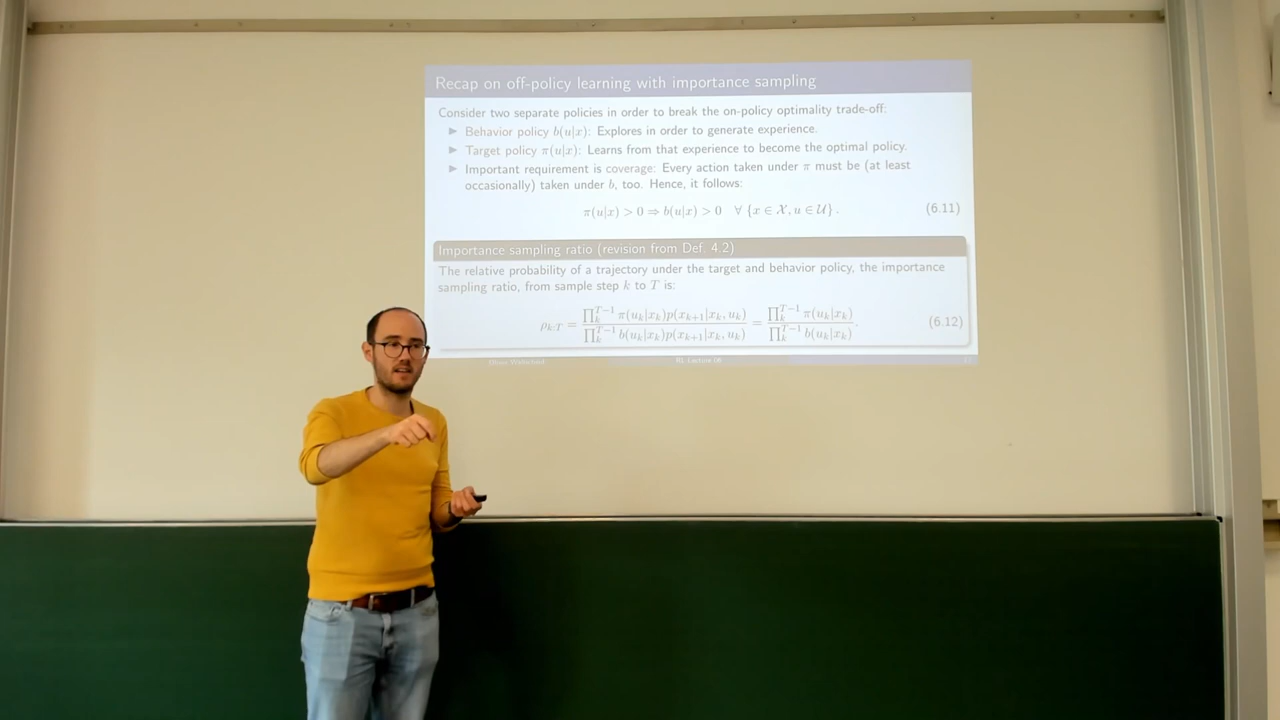 Recap on off-policy learning with importance sampling
Consider two separate policies in order to break the on-policy optimality trade-off:
▶ Behavior policy b(u|x): Explores in order to generate experience.
▶ Target policy π(u|x): Learns from that experience to become the optimal policy.
▶ Important requirement is coverage: Every action taken under π must be (at least
occasionally) taken under b, too. Hence, it follows:
π(u|x) > 0 ⇒ b(u|x) > 0 ∀ {x ∈ 𝒳, u ∈ 𝒰}. (6.11)
Importance sampling ratio (revision from Def. 4.2)
The relative probability of a trajectory under the target and behavior policy, the importance
sampling ratio, from sample step k to T is:
ρ_{k:T} = ∏_k^{T−1} π(u_k|x_k)p(x_{k+1}|x_k, u_k) / ∏_k^{T−1} b(u_k|x_k)p(x_{k+1}|x_k, u_k) = ∏_k^{T−1} π(u_k|x_k) / ∏_k^{T−1} b(u_k|x_k). (6.12)
RL Lecture 06